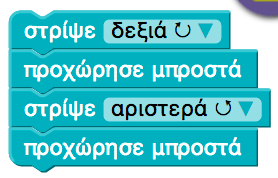 στρίψε δεξιά ↻ ▼
προχώρησε μπροστά
στρίψε αριστερά ↺ ▼
προχώρησε μπροστά